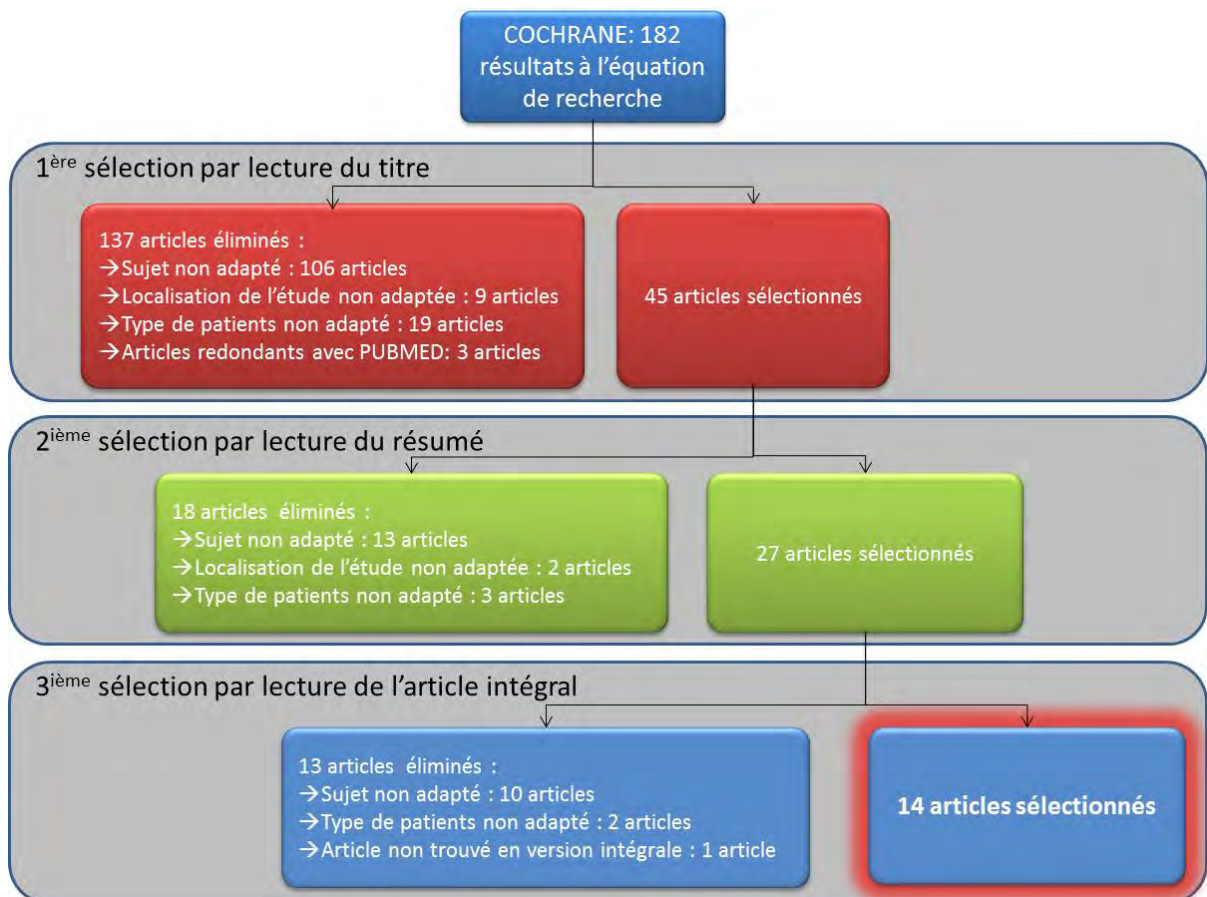 COCHRANE: 182
résultats à l'équation
de recherche
1ère sélection par lecture du titre
137 articles éliminés :
→Sujet non adapté : 106 articles
→Localisation de l'étude non adaptée : 9 articles
→Type de patients non adapté : 19 articles
→Articles redondants avec PUBMED: 3 articles
45 articles sélectionnés
2ième sélection par lecture du résumé
18 articles éliminés :
→Sujet non adapté : 13 articles
→Localisation de l'étude non adaptée : 2 articles
→Type de patients non adapté : 3 articles
27 articles sélectionnés
3ième sélection par lecture de l'article intégral
13 articles éliminés :
→Sujet non adapté : 10 articles
→Type de patients non adapté : 2 articles
→Article non trouvé en version intégrale : 1 article
14 articles sélectionnés